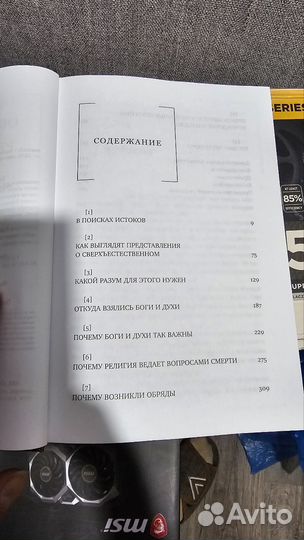 СОДЕРЖАНИЕ
[1]
В ПОИСКАХ ИСТОКОВ 9
[2]
КАК ВЫГЛЯДЯТ ПРЕДСТАВЛЕНИЯ
О СВЕРХЪЕСТЕСТВЕННОМ 75
[3]
КАКОЙ РАЗУМ ДЛЯ ЭТОГО НУЖЕН 129
[4]
ОТКУДА ВЗЯЛИСЬ БОГИ И ДУХИ 187
[5]
ПОЧЕМУ БОГИ И ДУХИ ТАК ВАЖНЫ 229
[6]
ПОЧЕМУ РЕЛИГИЯ ВЕДАЕТ ВОПРОСАМИ СМЕРТИ 275
[7]
ПОЧЕМУ ВОЗНИКЛИ ОБРЯДЫ 309
SERIES
85%
EFFICIENCY
5
msi
Avito